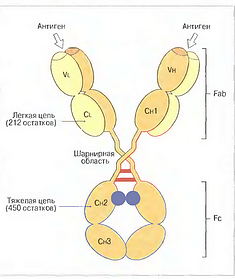 Антиген Антиген
VL VH
Fab
CL CH1
Легкая цепь
(212 остатков)
Шарнирная
область
Тяжелая цепь
(450 остатков)
CH2
Fc
CH3